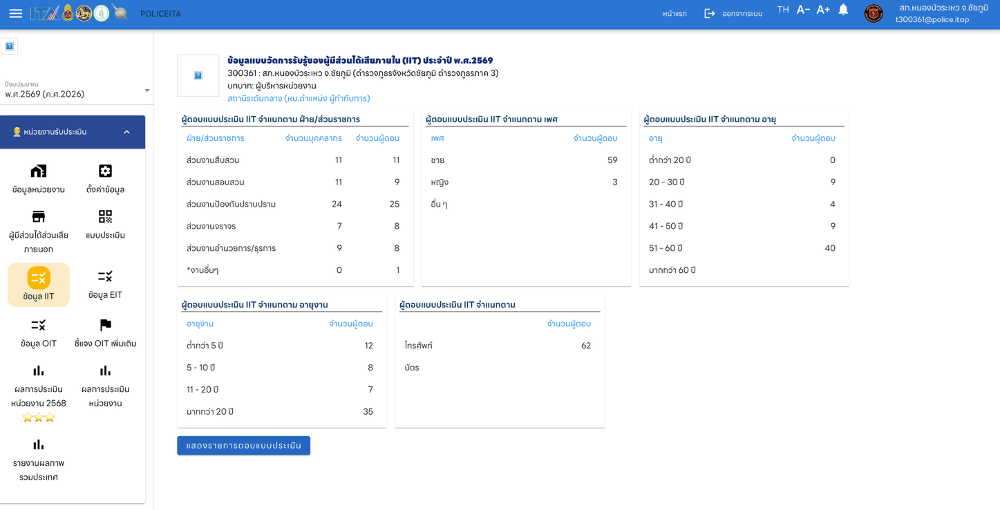 ITA
POLICEITA
หน้าแรก
ออกจากระบบ
TH A- A+
สภ.หนองบัวระเหว จ.ชัยภูมิ
t300361@police.itap
ปีงบประมาณ
พ.ศ.2569 (ค.ศ.2026)
หน่วยงานรับประเมิน
ข้อมูลหน่วยงาน
ตั้งค่าข้อมูล
ผู้มีส่วนได้ส่วนเสีย
ภายนอก
แบบประเมิน
ข้อมูล IIT
ข้อมูล EIT
ข้อมูล OIT
ชี้แจง OIT เพิ่มเติม
ผลการประเมิน
หน่วยงาน 2568
ผลการประเมิน
หน่วยงาน
รายงานผลภาพ
รวมประเทศ
ข้อมูลแบบวัดการรับรู้ของผู้มีส่วนได้เสียภายใน (IIT) ประจำปี พ.ศ.2569
300361 : สภ.หนองบัวระเหว จ.ชัยภูมิ (ตำรวจภูธรจังหวัดชัยภูมิ ตำรวจภูธรภาค 3)
บทบาท: ผู้บริหารหน่วยงาน
สถานีระดับกลาง (หน.ตำแหน่ง ผู้กำกับการ)
ผู้ตอบแบบประเมิน IIT จำแนกตาม ฝ่าย/ส่วนราชการ
ฝ่าย/ส่วนราชการ จำนวนบุคคลากร จำนวนผู้ตอบ
ส่วนงานสืบสวน 11 11
ส่วนงานสอบสวน 11 9
ส่วนงานป้องกันปราบปราม 24 25
ส่วนงานจราจร 7 8
ส่วนงานอำนวยการ/ธุรการ 9 8
*งานอื่นๆ 0 1
ผู้ตอบแบบประเมิน IIT จำแนกตาม เพศ
เพศ จำนวนผู้ตอบ
ชาย 59
หญิง 3
อื่น ๆ
ผู้ตอบแบบประเมิน IIT จำแนกตาม อายุ
อายุ จำนวนผู้ตอบ
ต่ำกว่า 20 ปี 0
20 - 30 ปี 9
31 - 40 ปี 4
41 - 50 ปี 9
51 - 60 ปี 40
มากกว่า 60 ปี
ผู้ตอบแบบประเมิน IIT จำแนกตาม อายุงาน
อายุงาน จำนวนผู้ตอบ
ต่ำกว่า 5 ปี 12
5 - 10 ปี 8
11 - 20 ปี 7
มากกว่า 20 ปี 35
ผู้ตอบแบบประเมิน IIT จำแนกตาม
จำนวนผู้ตอบ
โทรศัพท์ 62
บัตร
แสดงรายการตอบแบบประเมิน